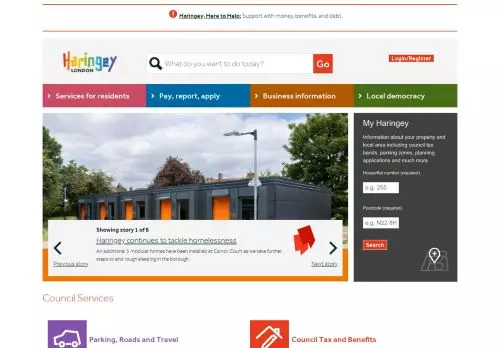 Haringey, Here to Help: Support with money, benefits, and debt.
Haringey
LONDON
What do you want to do today?
Go
Login/Register
Services for residents
Pay, report, apply
Business information
Local democracy
Showing story 1 of 6
Haringey continues to tackle homelessness
An additional 5 modular homes have been installed at Carroll Court as we take further
steps to end rough sleeping in the borough
Previous story
Next story
My Haringey
Information about your property and
local area including council tax
bands, parking zones, planning
applications and much more.
House/flat number (required)
e.g. 255
Postcode (required)
e.g. N22 8H
Search
Council Services
Parking, Roads and Travel
Council Tax and Benefits